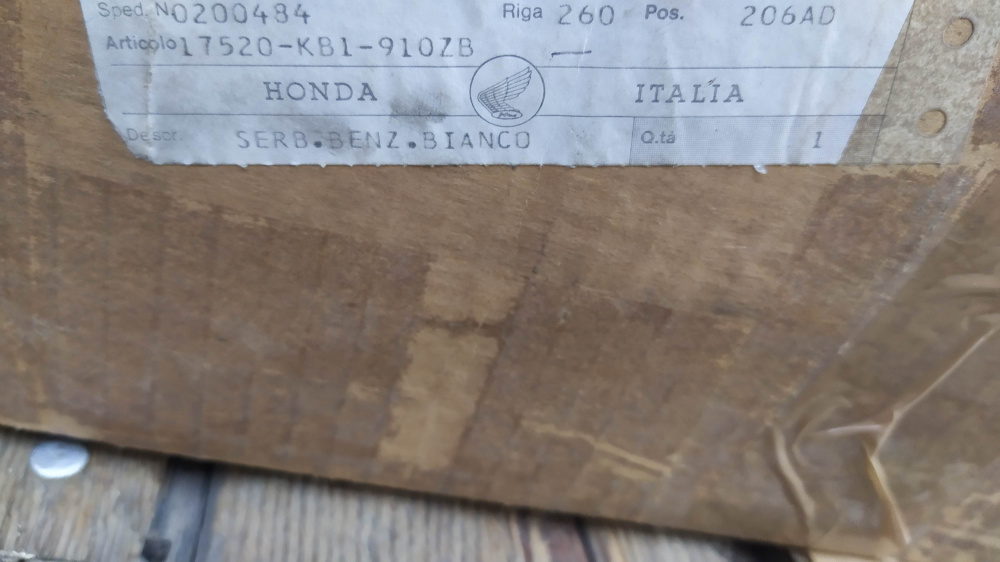 Sped. N0200484 Riga 260 Pos. 206AD
Articolo 17520-KB1-910ZB
HONDA ITALIA
Descr. SERB.BENZ.BIANCO Q.tà 1